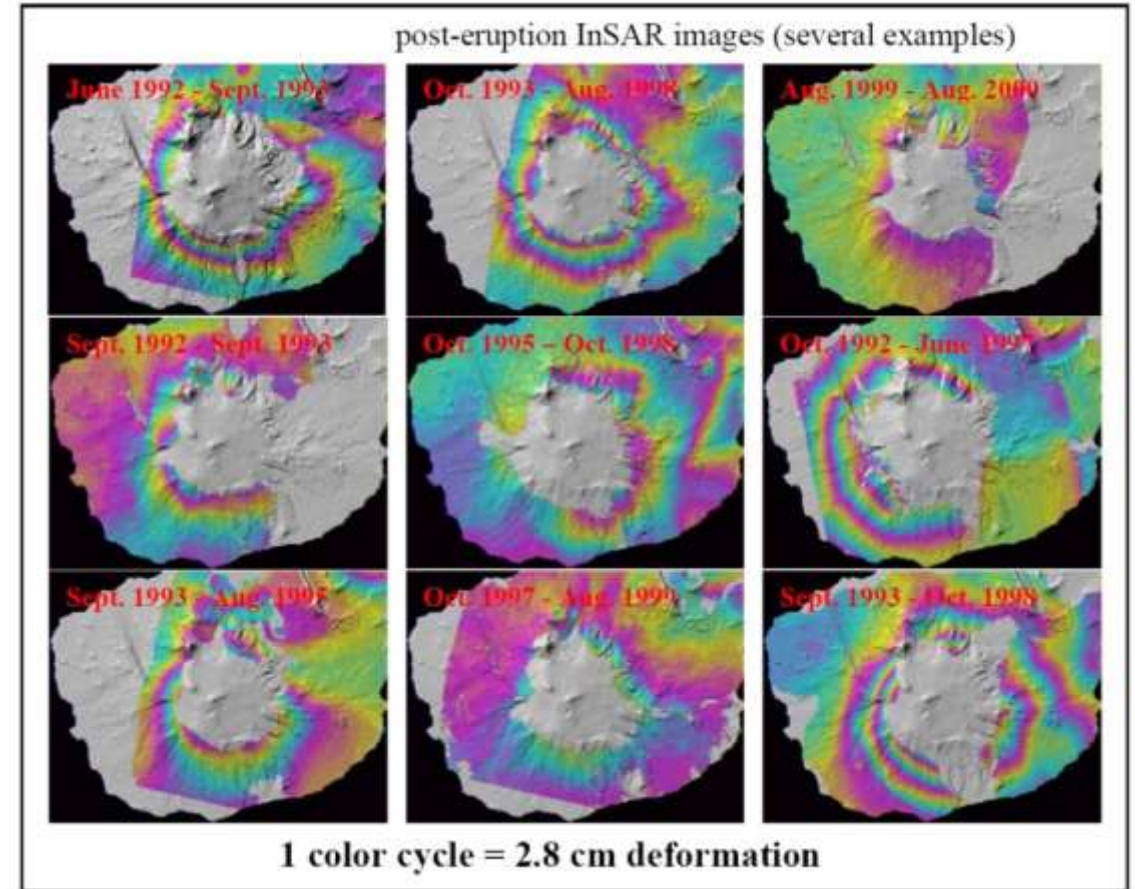 post-eruption InSAR images (several examples)
June 1992 - Sept. 1993
Oct. 1993 - Aug. 1998
Aug. 1999 - Aug. 2000
Sept. 1992 - Sept. 1993
Oct. 1995 - Oct. 1998
Oct. 1992 - June 1997
Sept. 1993 - Aug. 1995
Oct. 1997 - Aug. 1999
Sept. 1993 - Oct. 1998
1 color cycle = 2.8 cm deformation